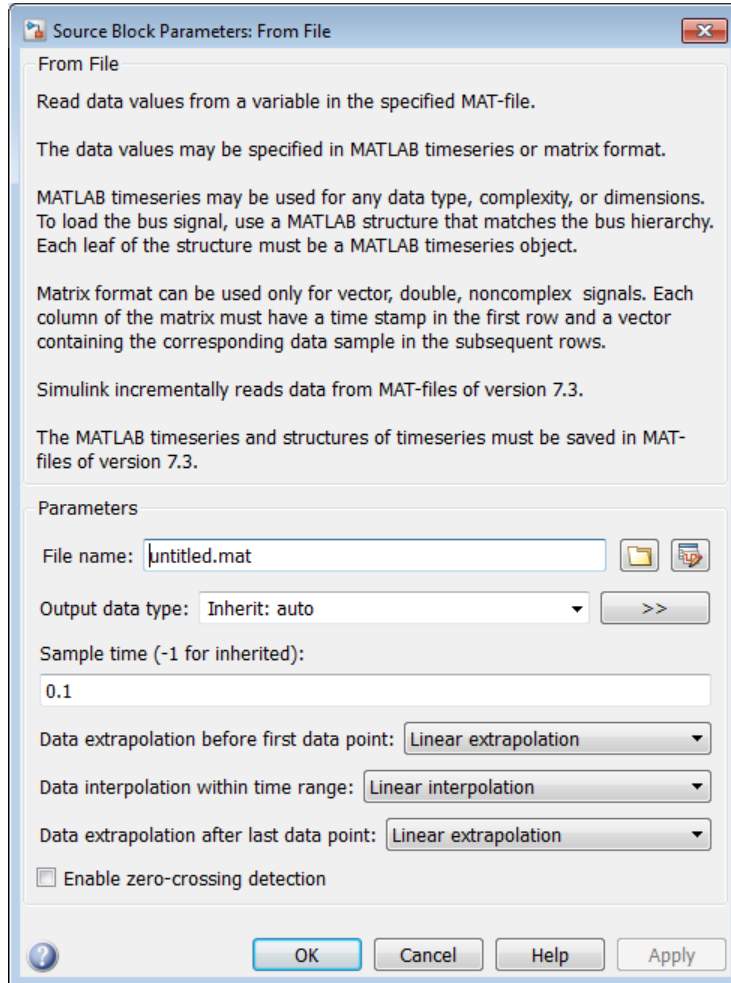 Source Block Parameters: From File
From File
Read data values from a variable in the specified MAT-file.
The data values may be specified in MATLAB timeseries or matrix format.
MATLAB timeseries may be used for any data type, complexity, or dimensions.
To load the bus signal, use a MATLAB structure that matches the bus hierarchy.
Each leaf of the structure must be a MATLAB timeseries object.
Matrix format can be used only for vector, double, noncomplex  signals. Each
column of the matrix must have a time stamp in the first row and a vector
containing the corresponding data sample in the subsequent rows.
Simulink incrementally reads data from MAT-files of version 7.3.
The MATLAB timeseries and structures of timeseries must be saved in MAT-
files of version 7.3.
Parameters
File name: untitled.mat
Output data type: Inherit: auto >>
Sample time (-1 for inherited):
0.1
Data extrapolation before first data point: Linear extrapolation
Data interpolation within time range: Linear interpolation
Data extrapolation after last data point: Linear extrapolation
Enable zero-crossing detection
? OK Cancel Help Apply